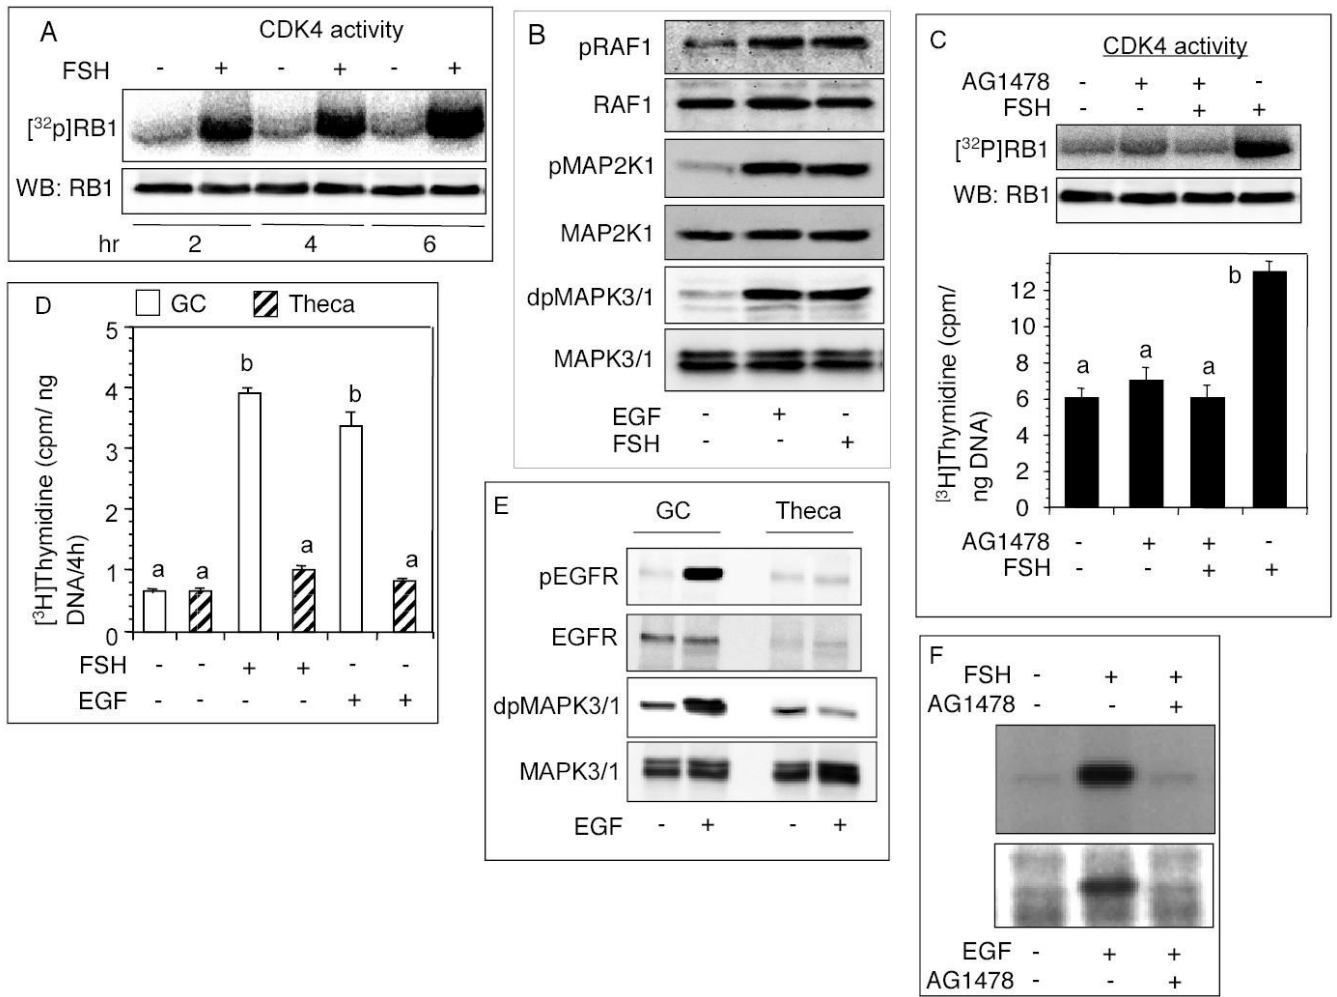 A
CDK4 activity
FSH - + - + - +
[³²p]RB1
WB: RB1
hr 2 4 6
B
pRAF1
RAF1
pMAP2K1
MAP2K1
dpMAPK3/1
MAPK3/1
EGF - + -
FSH - - +
C
CDK4 activity
AG1478 - + + -
FSH - - + +
[³²P]RB1
WB: RB1
[³H]Thymidine (cpm/
ng DNA)
12
10
8
6
4
2
0
a a a b
AG1478 - + + -
FSH - - + +
D
GC Theca
[³H]Thymidine (cpm/ ng
DNA/4h)
5
4
3
2
1
0
a a b a b a
FSH - - + + - -
EGF - - - - + +
E
GC Theca
pEGFR
EGFR
dpMAPK3/1
MAPK3/1
EGF - + - +
F
FSH - + +
AG1478 - - +
EGF - + +
AG1478 - - +